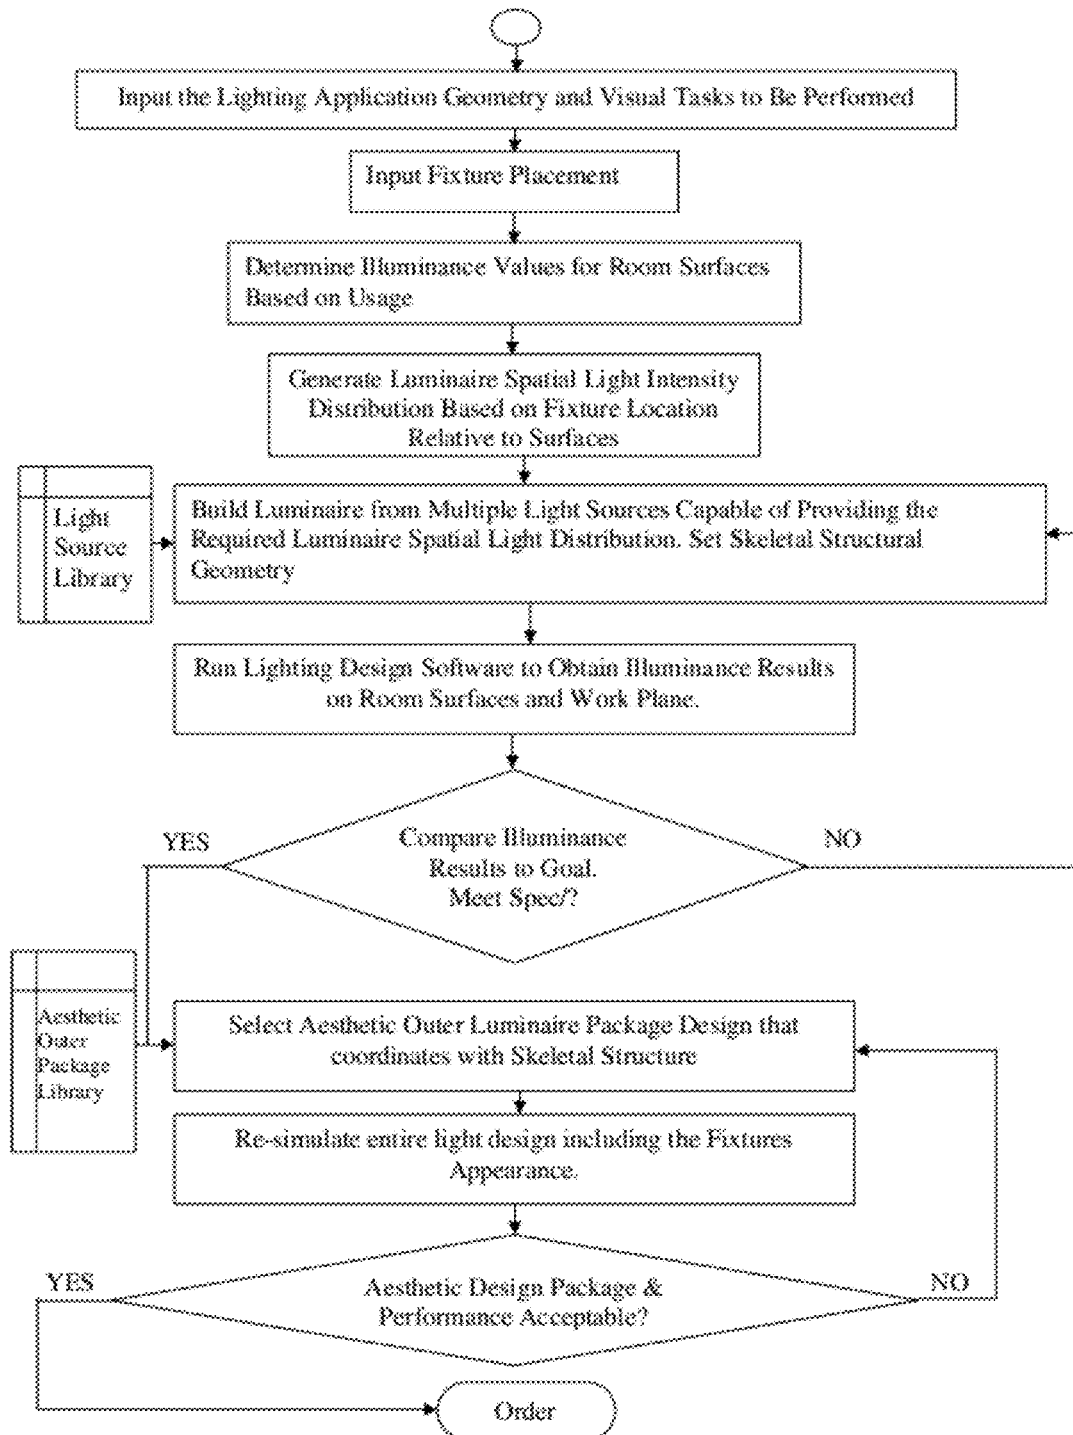 Input the Lighting Application Geometry and Visual Tasks to Be Performed
Input Fixture Placement
Determine Illuminance Values for Room Surfaces
Based on Usage
Generate Luminaire Spatial Light Intensity
Distribution Based on Fixture Location
Relative to Surfaces
Light
Source
Library
Build Luminaire from Multiple Light Sources Capable of Providing the
Required Luminaire Spatial Light Distribution. Set Skeletal Structural
Geometry
Run Lighting Design Software to Obtain Illuminance Results
on Room Surfaces and Work Plane.
YES
Compare Illuminance
Results to Goal.
Meet Spec/?
NO
Aesthetic
Outer
Package
Library
Select Aesthetic Outer Luminaire Package Design that
coordinates with Skeletal Structure
Re-simulate entire light design including the Fixtures
Appearance.
YES
Aesthetic Design Package &
Performance Acceptable?
NO
Order